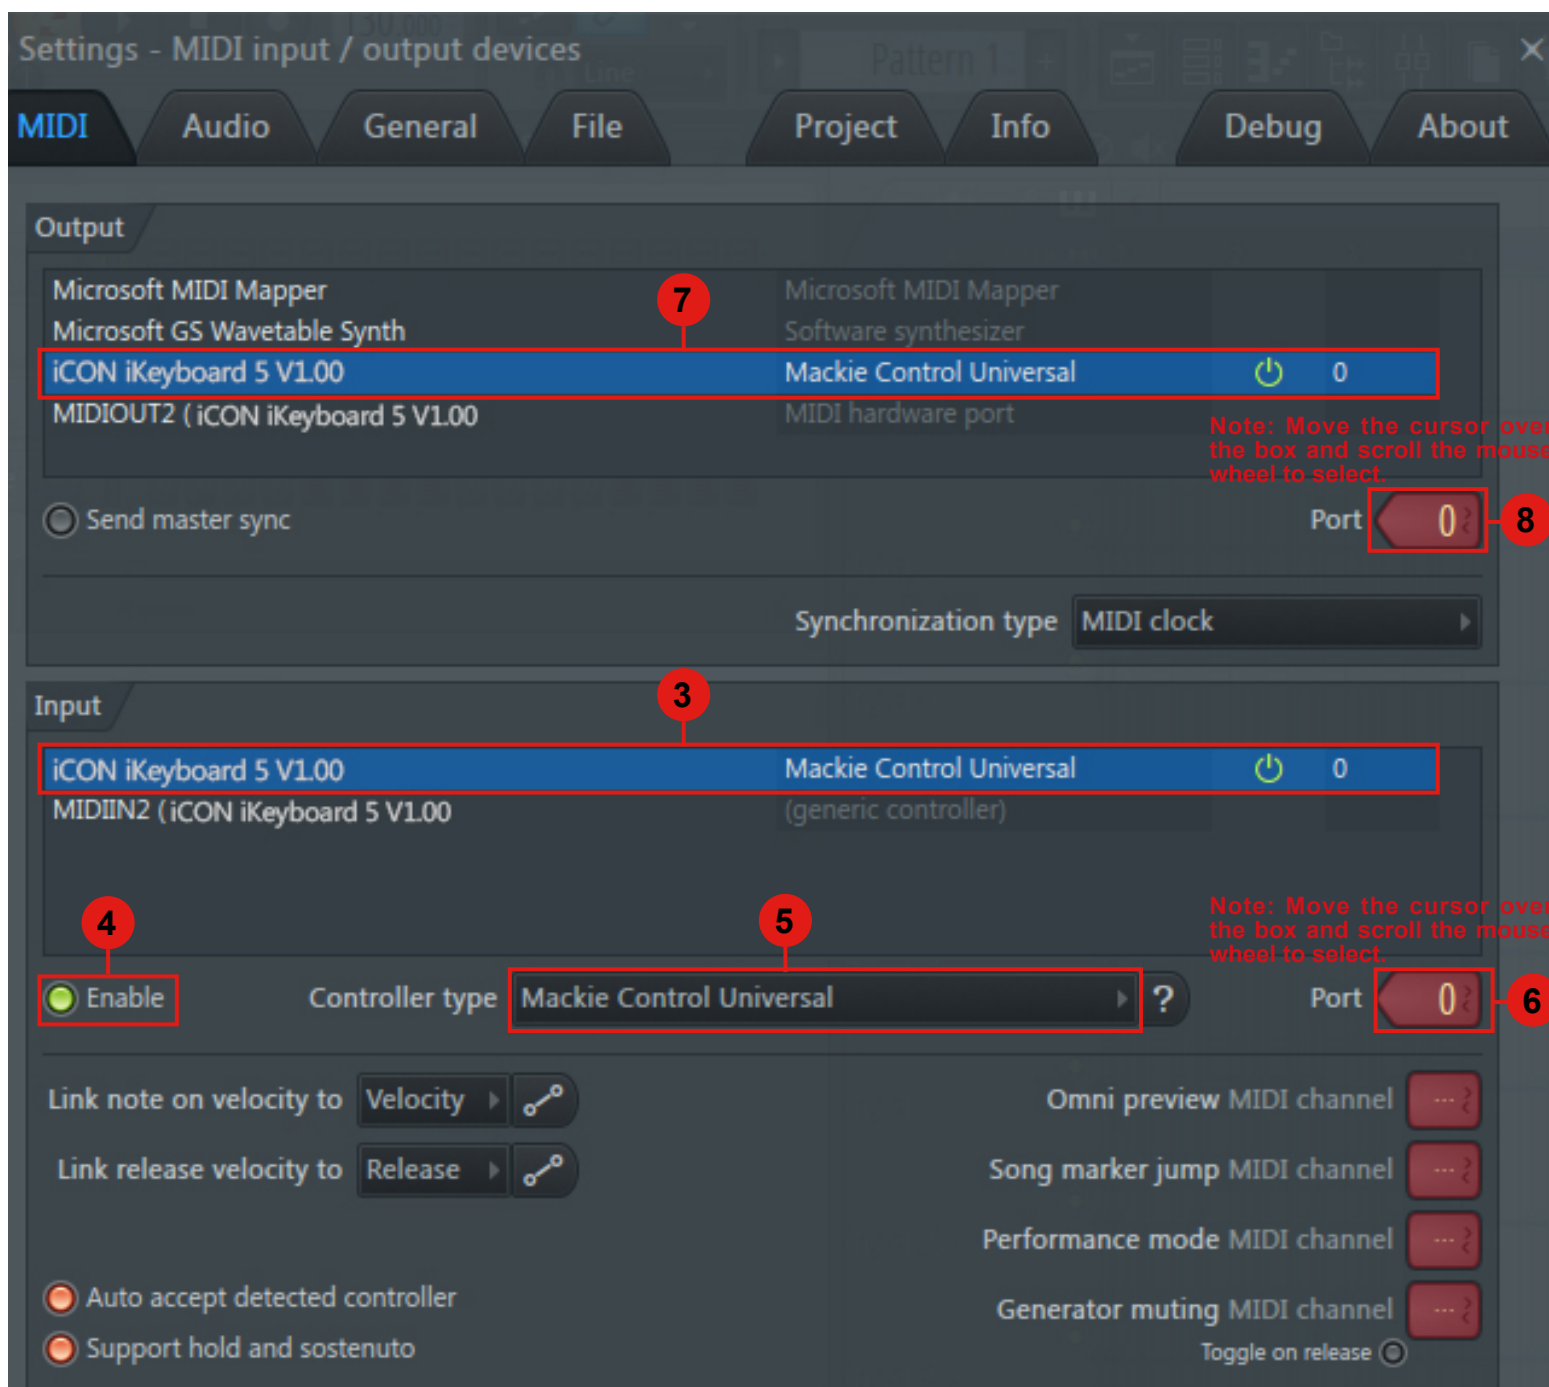 130.000
Line
Pattern 1
Settings - MIDI input / output devices
MIDI Audio General File Project Info Debug About
Output
Microsoft MIDI Mapper Microsoft MIDI Mapper
7
Microsoft GS Wavetable Synth Software synthesizer
iCON iKeyboard 5 V1.00 Mackie Control Universal 0
MIDIOUT2 ( iCON iKeyboard 5 V1.00 MIDI hardware port
Note: Move the cursor over
the box and scroll the mouse
wheel to select.
Send master sync Port 0 8
Synchronization type MIDI clock
Input
3
iCON iKeyboard 5 V1.00 Mackie Control Universal 0
MIDIIN2 ( iCON iKeyboard 5 V1.00 (generic controller)
4
5
Note: Move the cursor over
the box and scroll the mouse
wheel to select.
Enable Controller type Mackie Control Universal ? Port 0 6
Link note on velocity to Velocity Omni preview MIDI channel ---
Link release velocity to Release Song marker jump MIDI channel ---
Performance mode MIDI channel ---
Auto accept detected controller Generator muting MIDI channel ---
Support hold and sostenuto Toggle on release